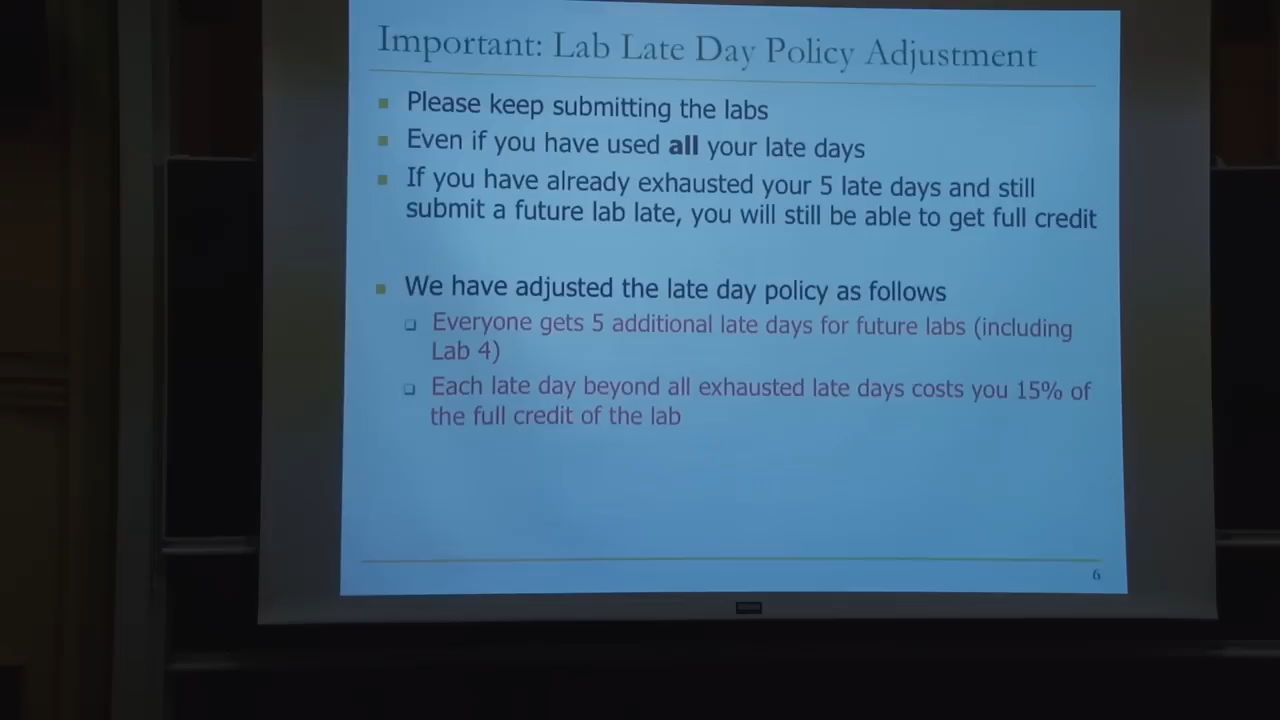 Important: Lab Late Day Policy Adjustment
Please keep submitting the labs
Even if you have used all your late days
If you have already exhausted your 5 late days and still
submit a future lab late, you will still be able to get full credit
We have adjusted the late day policy as follows
Everyone gets 5 additional late days for future labs (including
Lab 4)
Each late day beyond all exhausted late days costs you 15% of
the full credit of the lab
6